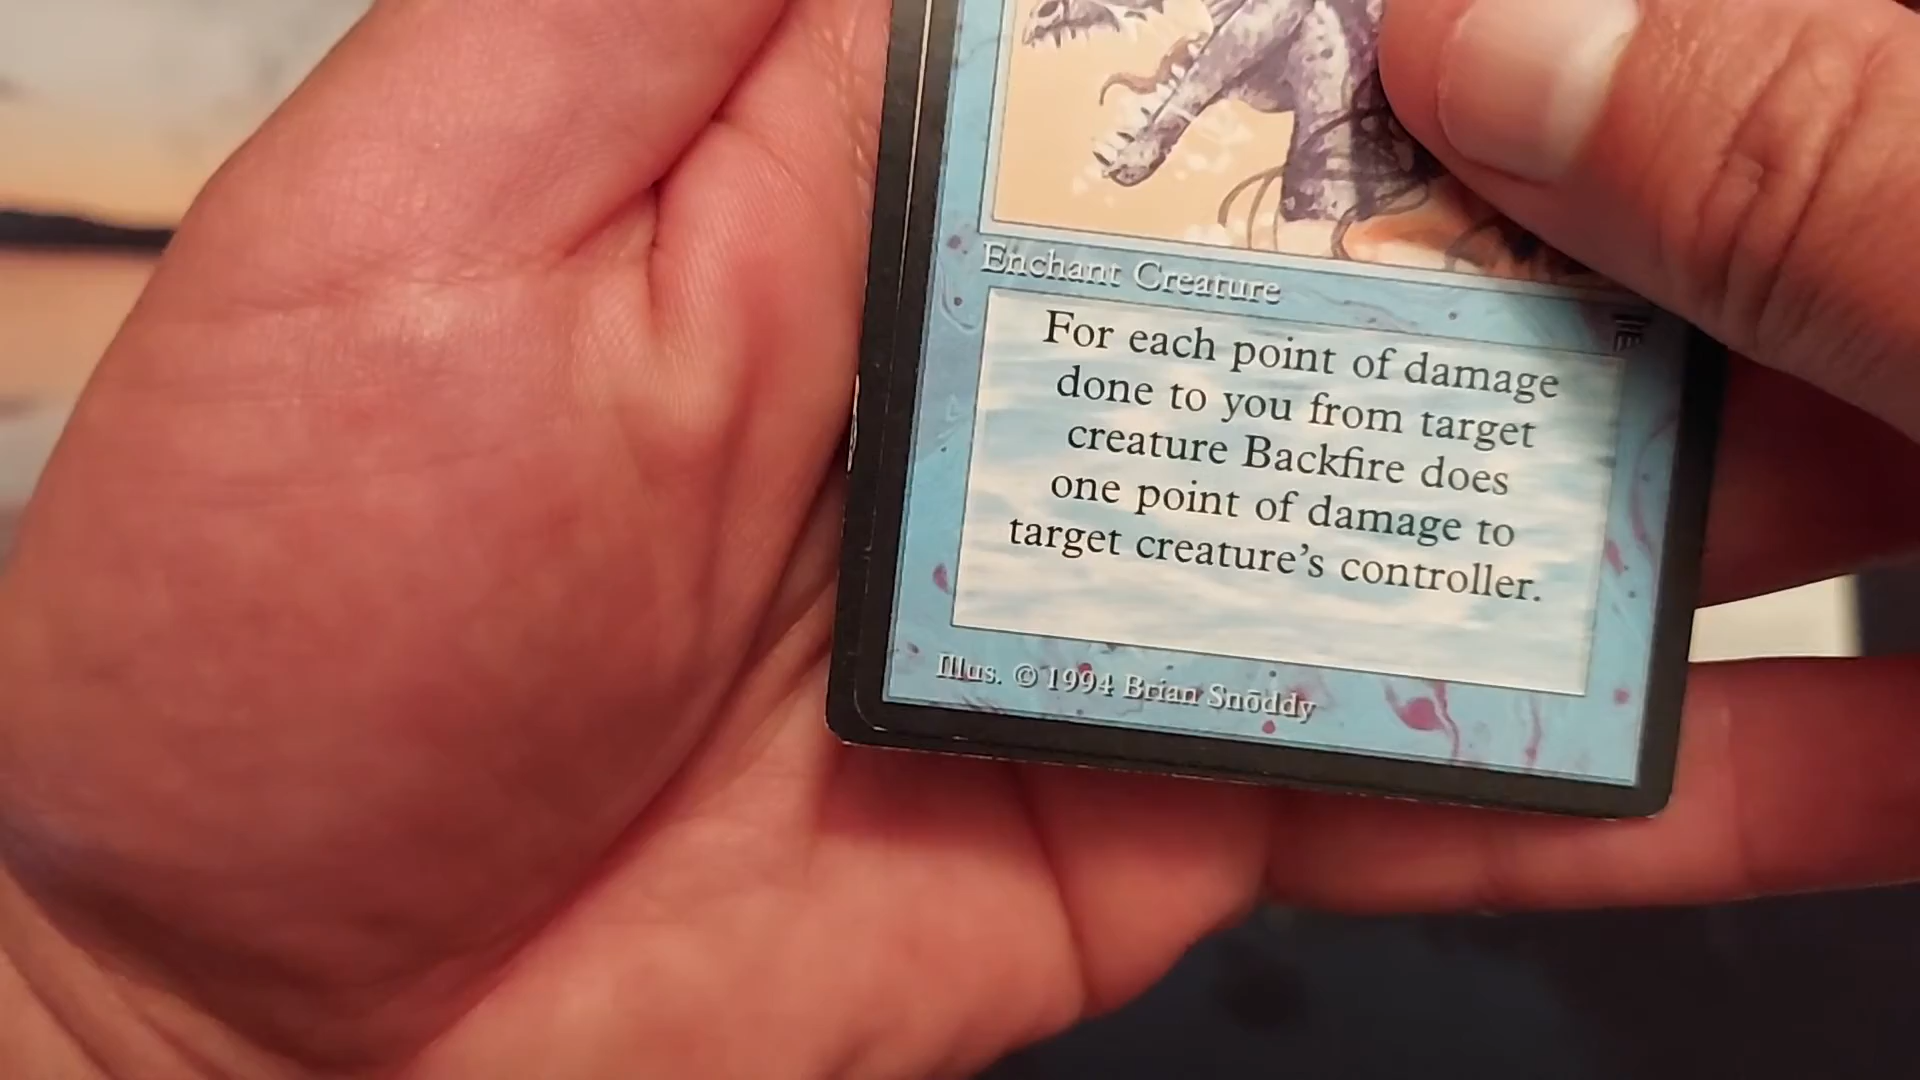 Enchant Creature
For each point of damage
done to you from target
creature Backfire does
one point of damage to
target creature's controller.
Illus. © 1994 Brian Snōddy